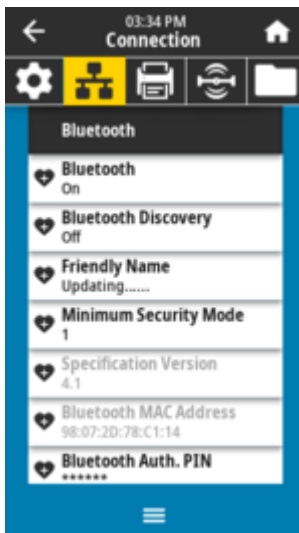 03:34 PM
Connection
Bluetooth
Bluetooth
On
Bluetooth Discovery
Off
Friendly Name
Updating......
Minimum Security Mode
1
Specification Version
4.1
Bluetooth MAC Address
98:07:2D:78:C1:14
Bluetooth Auth. PIN
******